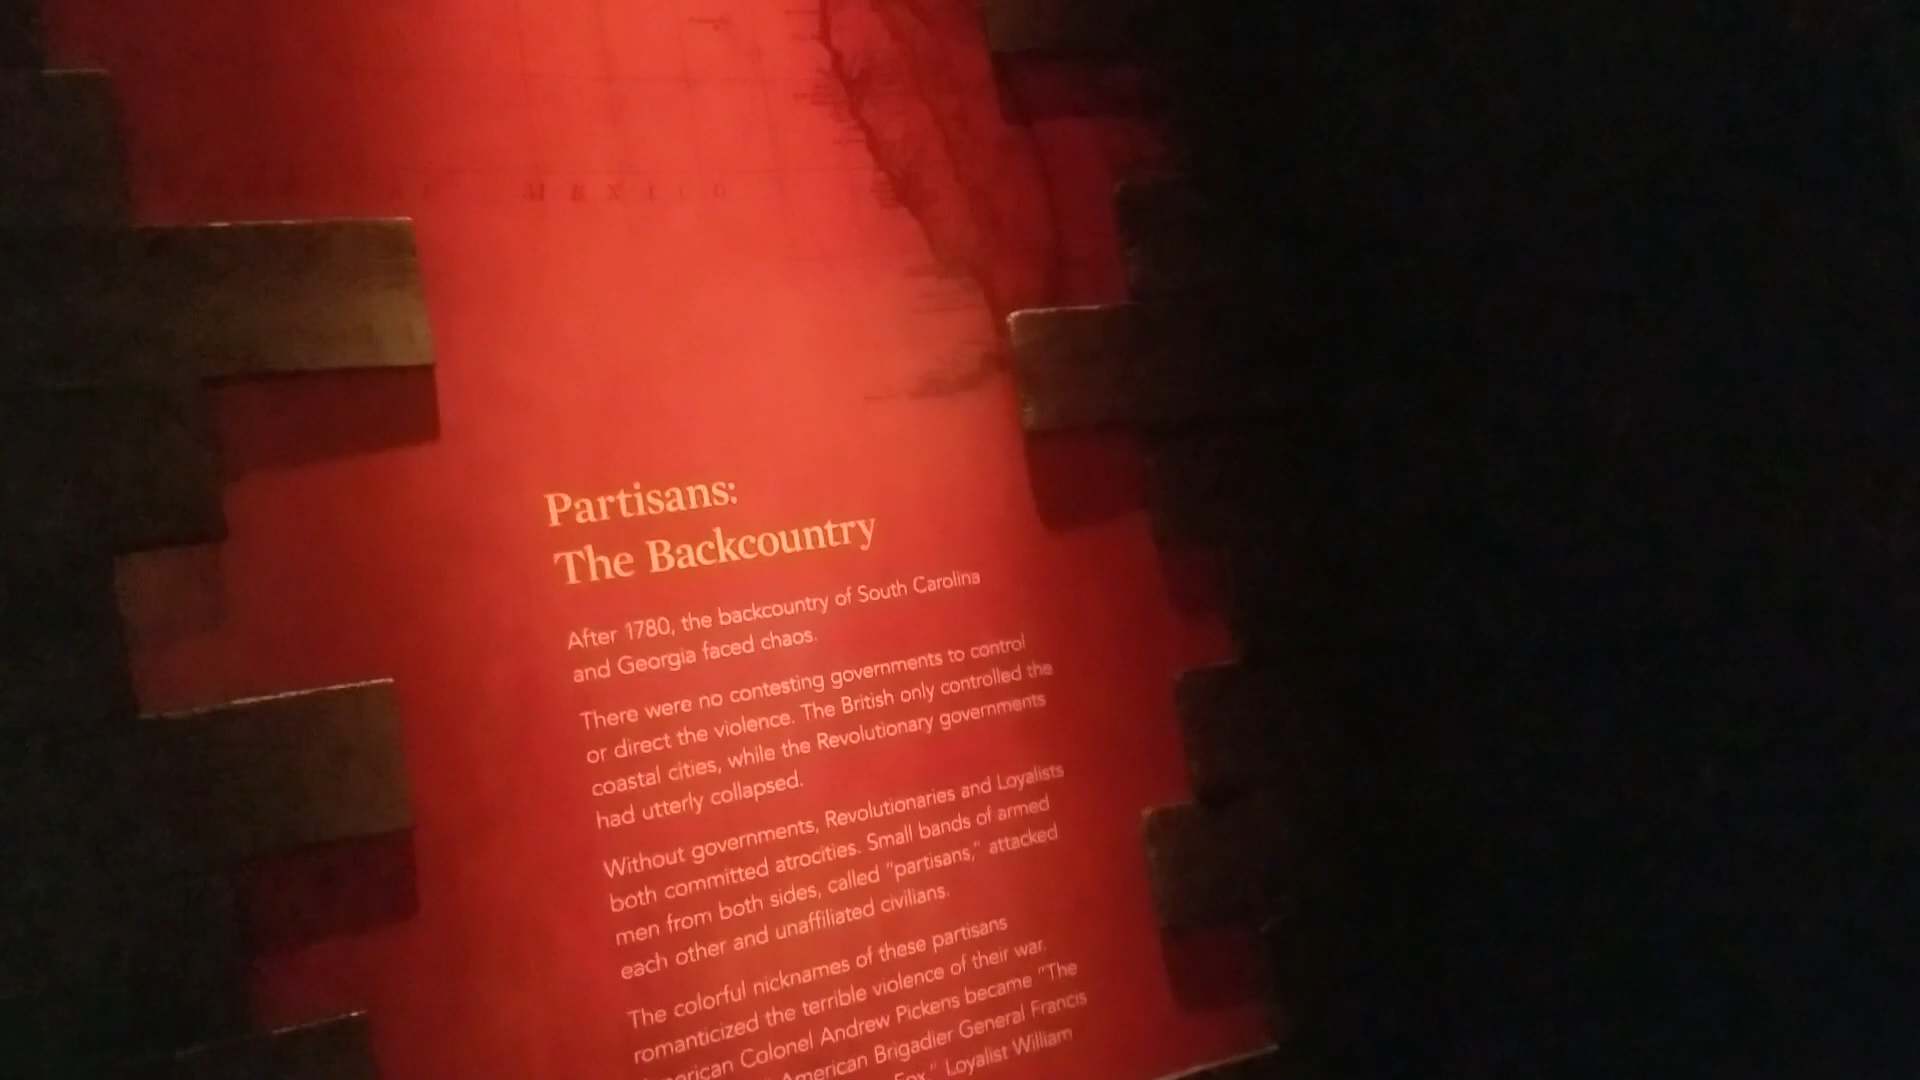 MEXICO
Partisans:
The Backcountry
After 1780, the backcountry of South Carolina
and Georgia faced chaos.
There were no contesting governments to control
or direct the violence. The British only controlled the
coastal cities, while the Revolutionary governments
had utterly collapsed.
Without governments, Revolutionaries and Loyalists
both committed atrocities. Small bands of armed
men from both sides, called “partisans,” attacked
each other and unaffiliated civilians.
The colorful nicknames of these partisans
romanticized the terrible violence of their war.
American Colonel Andrew Pickens became “The
American Brigadier General Francis
Fox.” Loyalist William